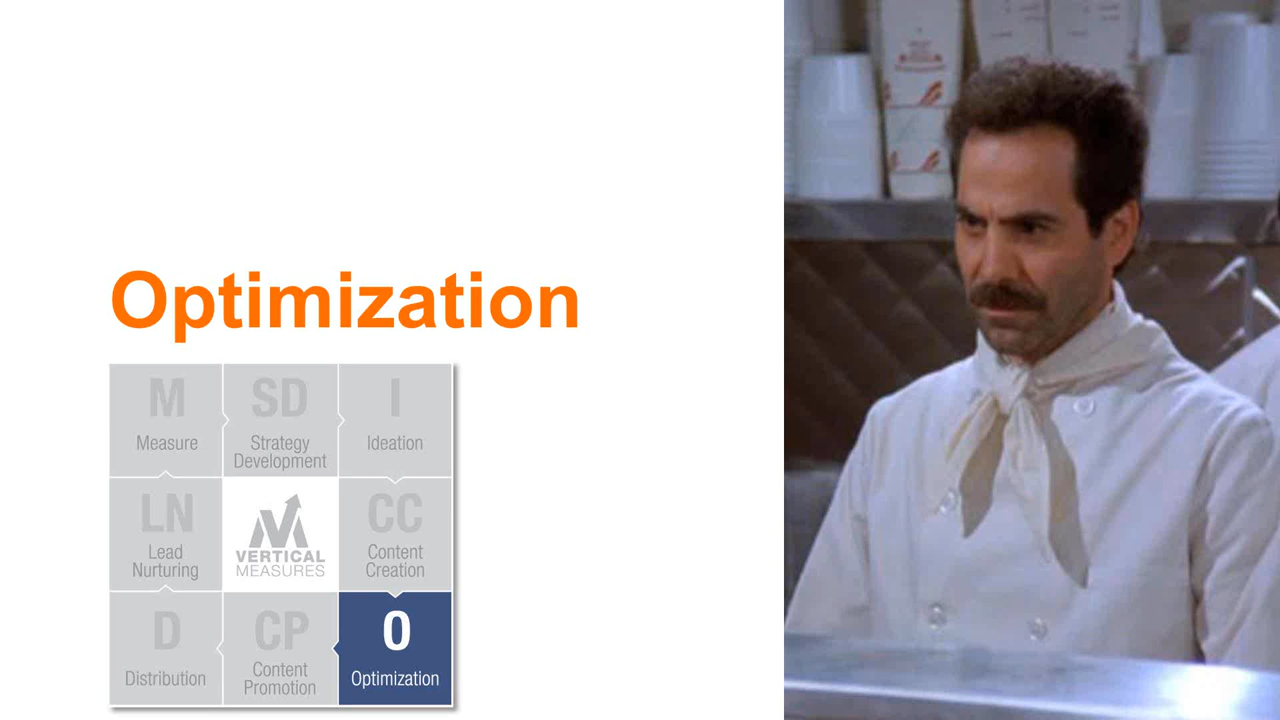 Optimization
M
Measure
SD
Strategy
Development
I
Ideation
LN
Lead
Nurturing
VERTICAL
MEASURES
CC
Content
Creation
D
Distribution
CP
Content
Promotion
O
Optimization